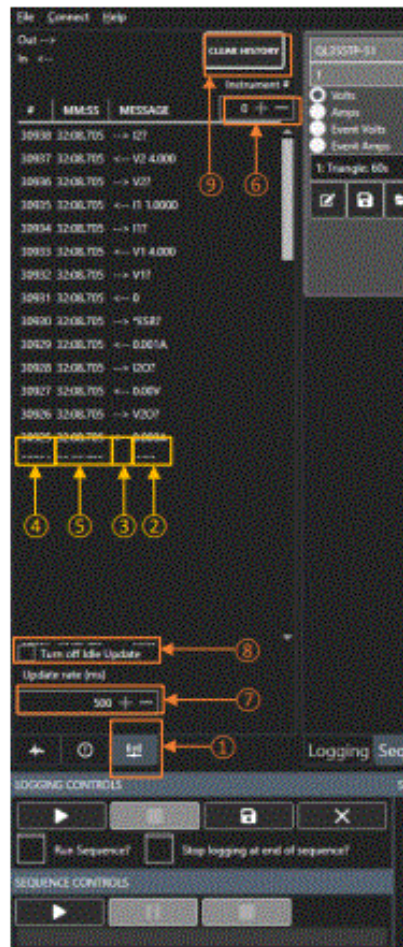 File Connect Help
Out -->
In <--
CLEAR HISTORY
Instrument #
# MM:SS MESSAGE
0 + −
30938 32:08.705 --> I2?
30937 32:08.705 <-- V2 4.000
30936 32:08.705 --> V2?
30935 32:08.705 <-- I1 1.0000
30934 32:08.705 --> I1?
30933 32:08.705 <-- V1 4.000
30932 32:08.705 --> V1?
30931 32:08.705 <-- 0
30930 32:08.705 --> *ESR?
30929 32:08.705 <-- 0.001A
30928 32:08.705 --> I2O?
30927 32:08.705 <-- 0.00V
30926 32:08.705 --> V2O?
30925 32:08.705
9
6
4
5
3
2
Turn off Idle Update
8
Update rate (ms)
500 + −
7
1
1
Volts
Amps
Event Volts
Event Amps
1: Triangle: 60s
Logging Seq
LOGGING CONTROLS
Run Sequence?
Stop logging at end of sequence?
SEQUENCE CONTROLS